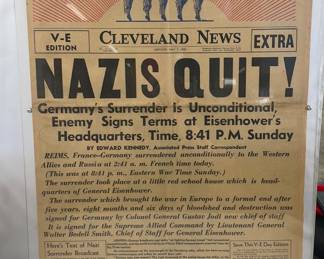 V-E
EDITION
CLEVELAND NEWS
EXTRA
NAZIS QUIT!
Germany's Surrender is Unconditional,
Enemy Signs Terms at Eisenhower's
Headquarters, Time, 8:41 P.M. Sunday
BY EDWARD KENNEDY, Associated Press Staff Correspondent
REIMS, France-Germany surrendered unconditionally to the Western
Allies and Russia at 2:41 a. m. French time today.
(This was at 8:41 p. m., Eastern War Time Sunday.)
The surrender took place at a little red school house which is head-
quarters of General Eisenhower.
The surrender which brought the war in Europe to a formal end after
five years, eight months and six days of bloodshed and destruction was
signed for Germany by Colonel General Gustav Jodl new chief of staff
It is signed for the Supreme Allied Command by Lieutenant General
Walter Bedell Smith, Chief of Staff for General Eisenhower.
Here's Text of Nazi
Surrender Broadcast
Save This V-E Day Edition